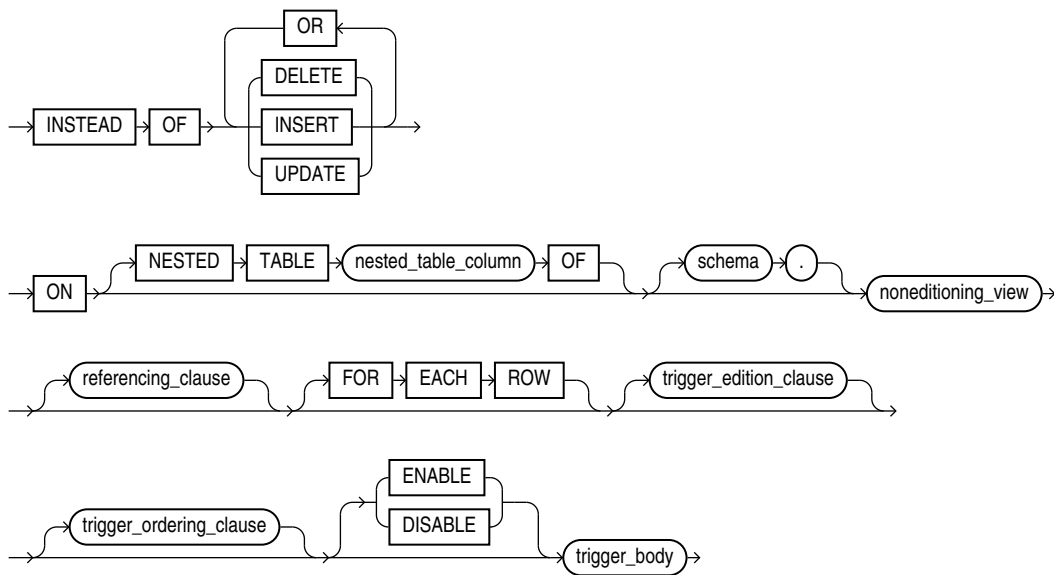 OR
DELETE
INSTEAD OF INSERT
UPDATE
NESTED TABLE nested_table_column OF schema .
ON noneditioning_view
referencing_clause FOR EACH ROW trigger_edition_clause
ENABLE
trigger_ordering_clause DISABLE
trigger_body